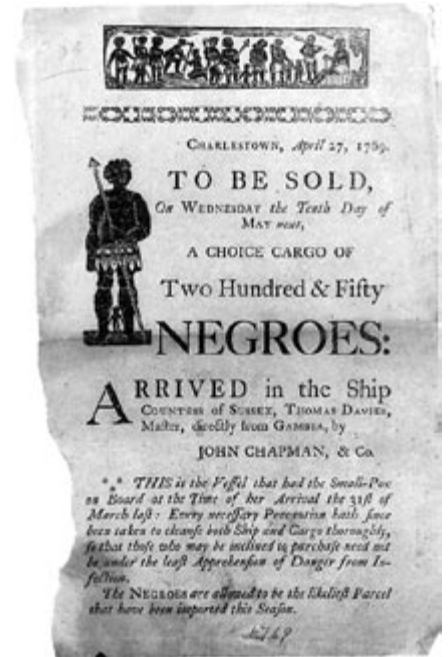 CHARLESTOWN, April 27, 1769.
TO BE SOLD,
On WEDNESDAY the Tenth Day of
MAY next,
A CHOICE CARGO OF
Two Hundred & Fifty
NEGROES:
ARRIVED in the Ship
COUNTESS of SUSSEX, THOMAS DAVIES,
Master, directly from GAMBIA, by
JOHN CHAPMAN, & Co.
*⁎* THIS is the Veſſel that had the Small-Pox
on Board at the Time of her Arrival the 31ſt of
March laſt: Every neceſſary Precaution hath ſince
been taken to cleanſe both Ship and Cargo thoroughly,
ſo that thoſe who may be inclined to purchaſe need not
be under the leaſt Apprehenſion of Danger from In-
fection.
The NEGROES are allowed to be the likelieſt Parcel
that have been imported this Seaſon.